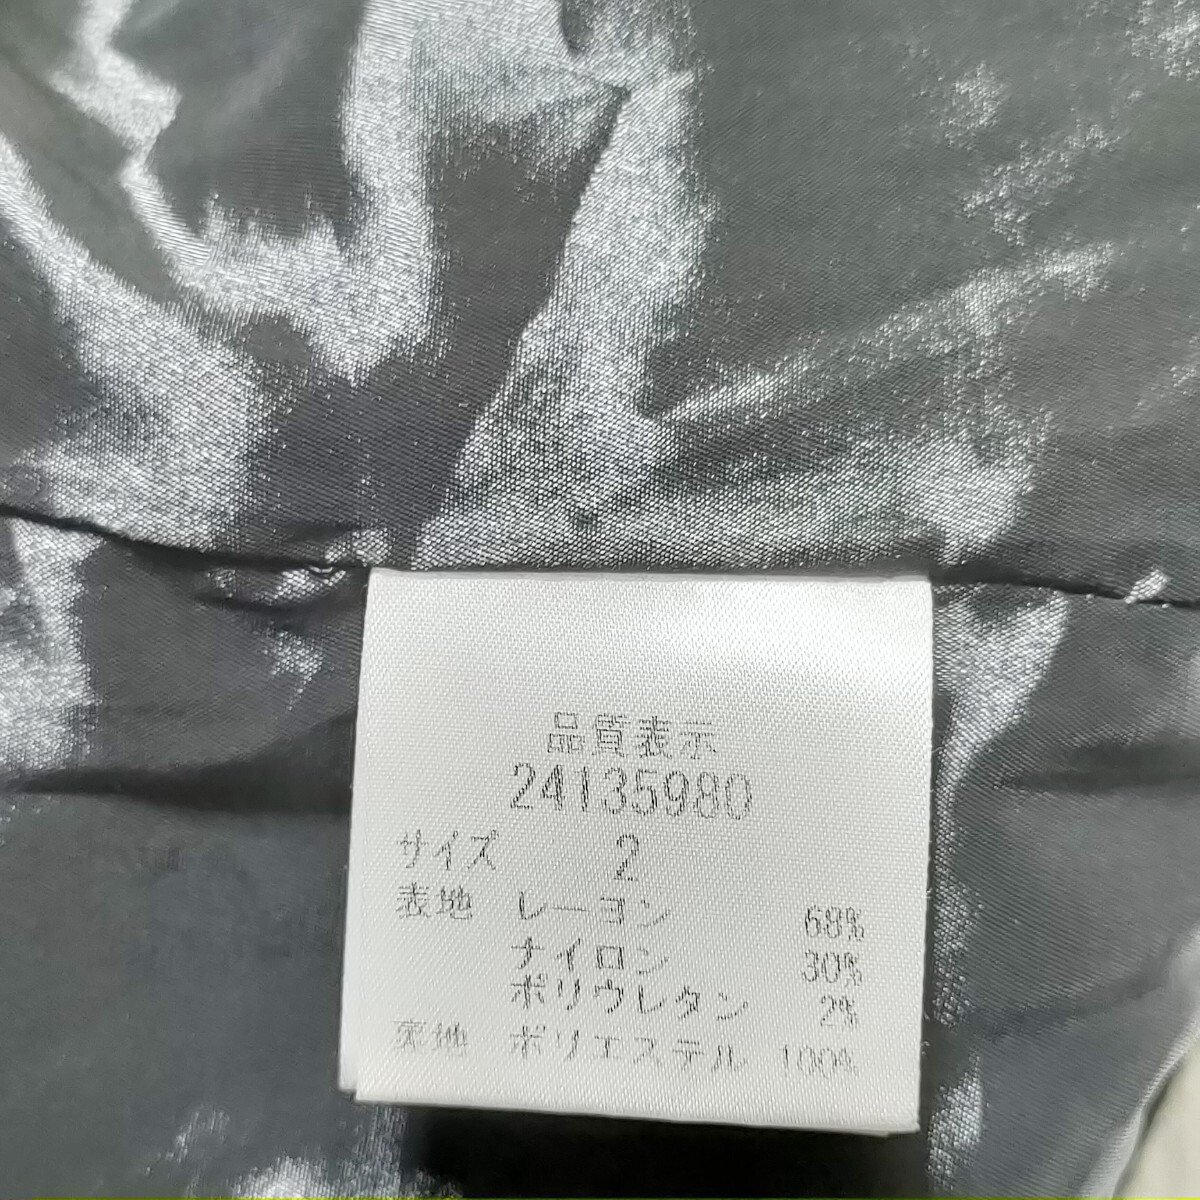 品質表示
24135980
サイズ 2
表地 レーヨン 68%
ナイロン 30%
ポリウレタン 2%
裏地 ポリエステル 100%